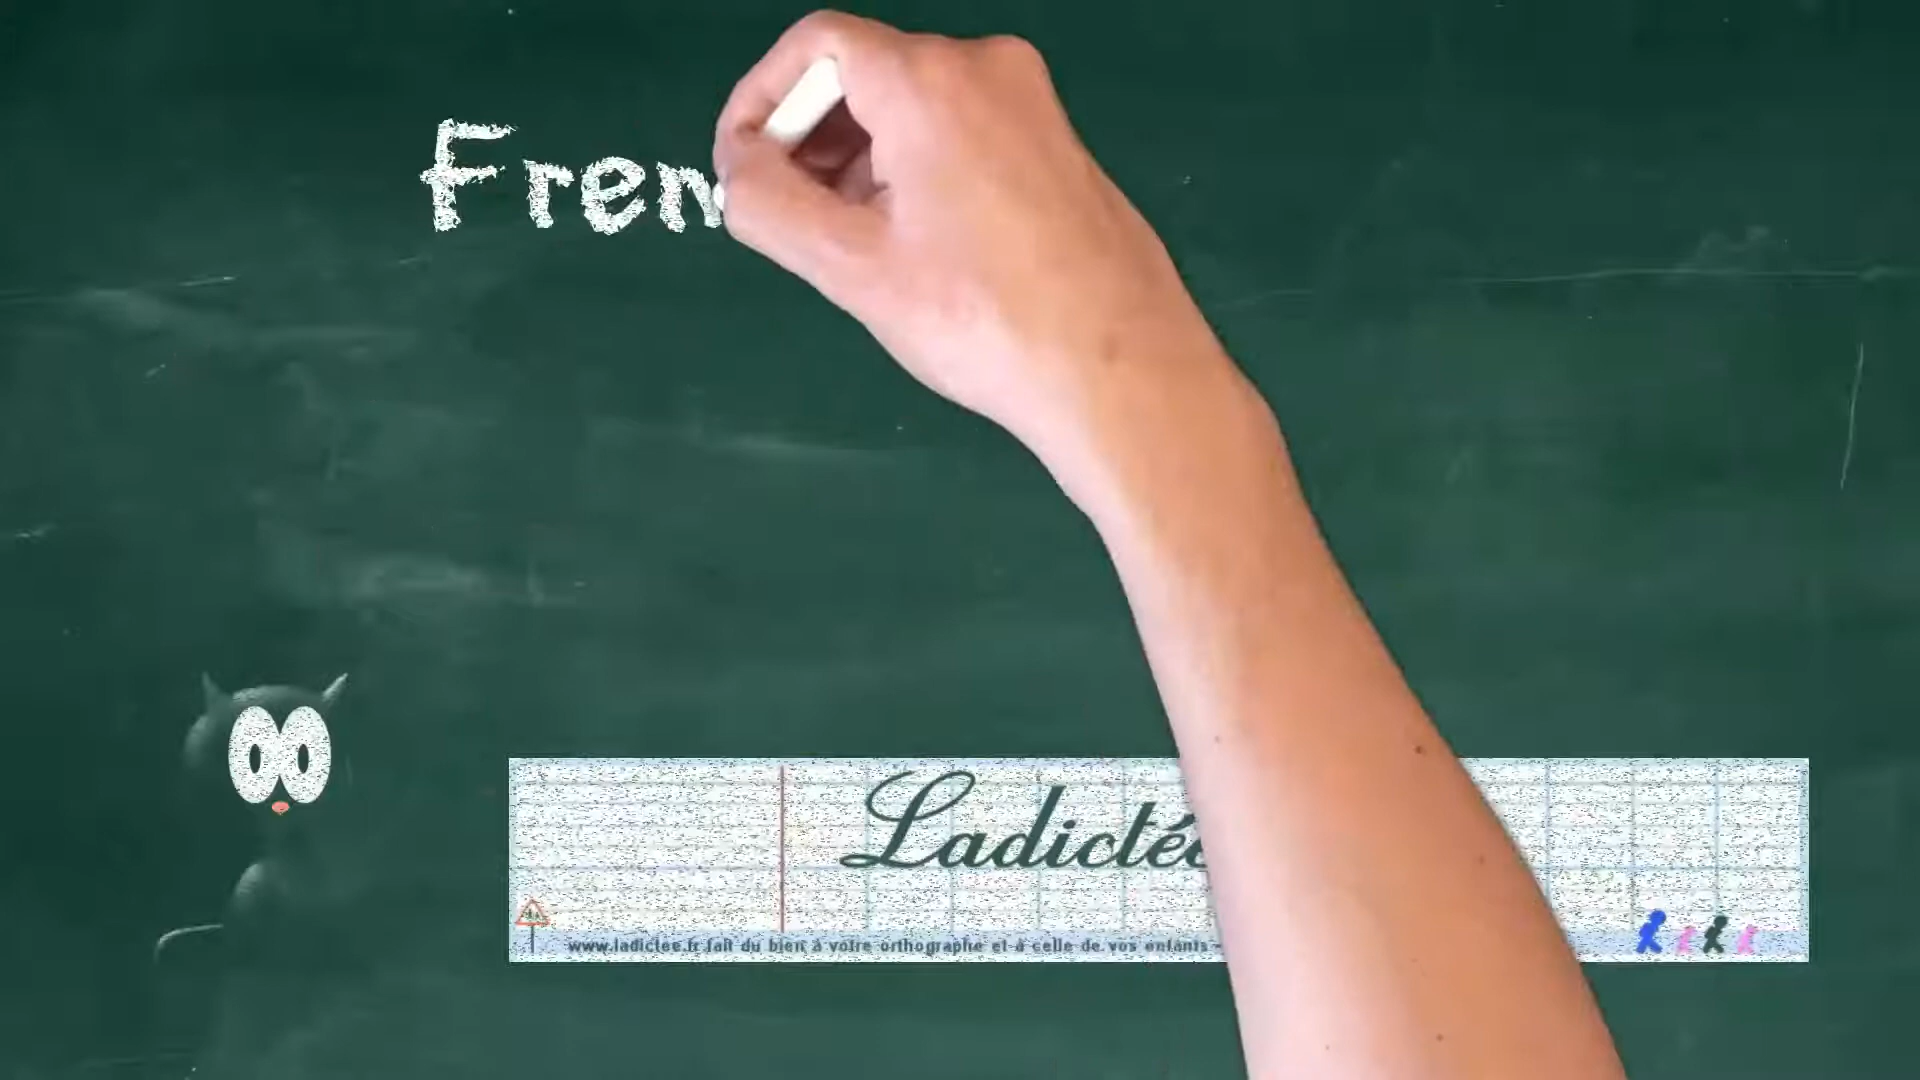 Fren
Ladictée
www.ladictee.fr fait du bien à votre orthographe et à celle de vos enfants -